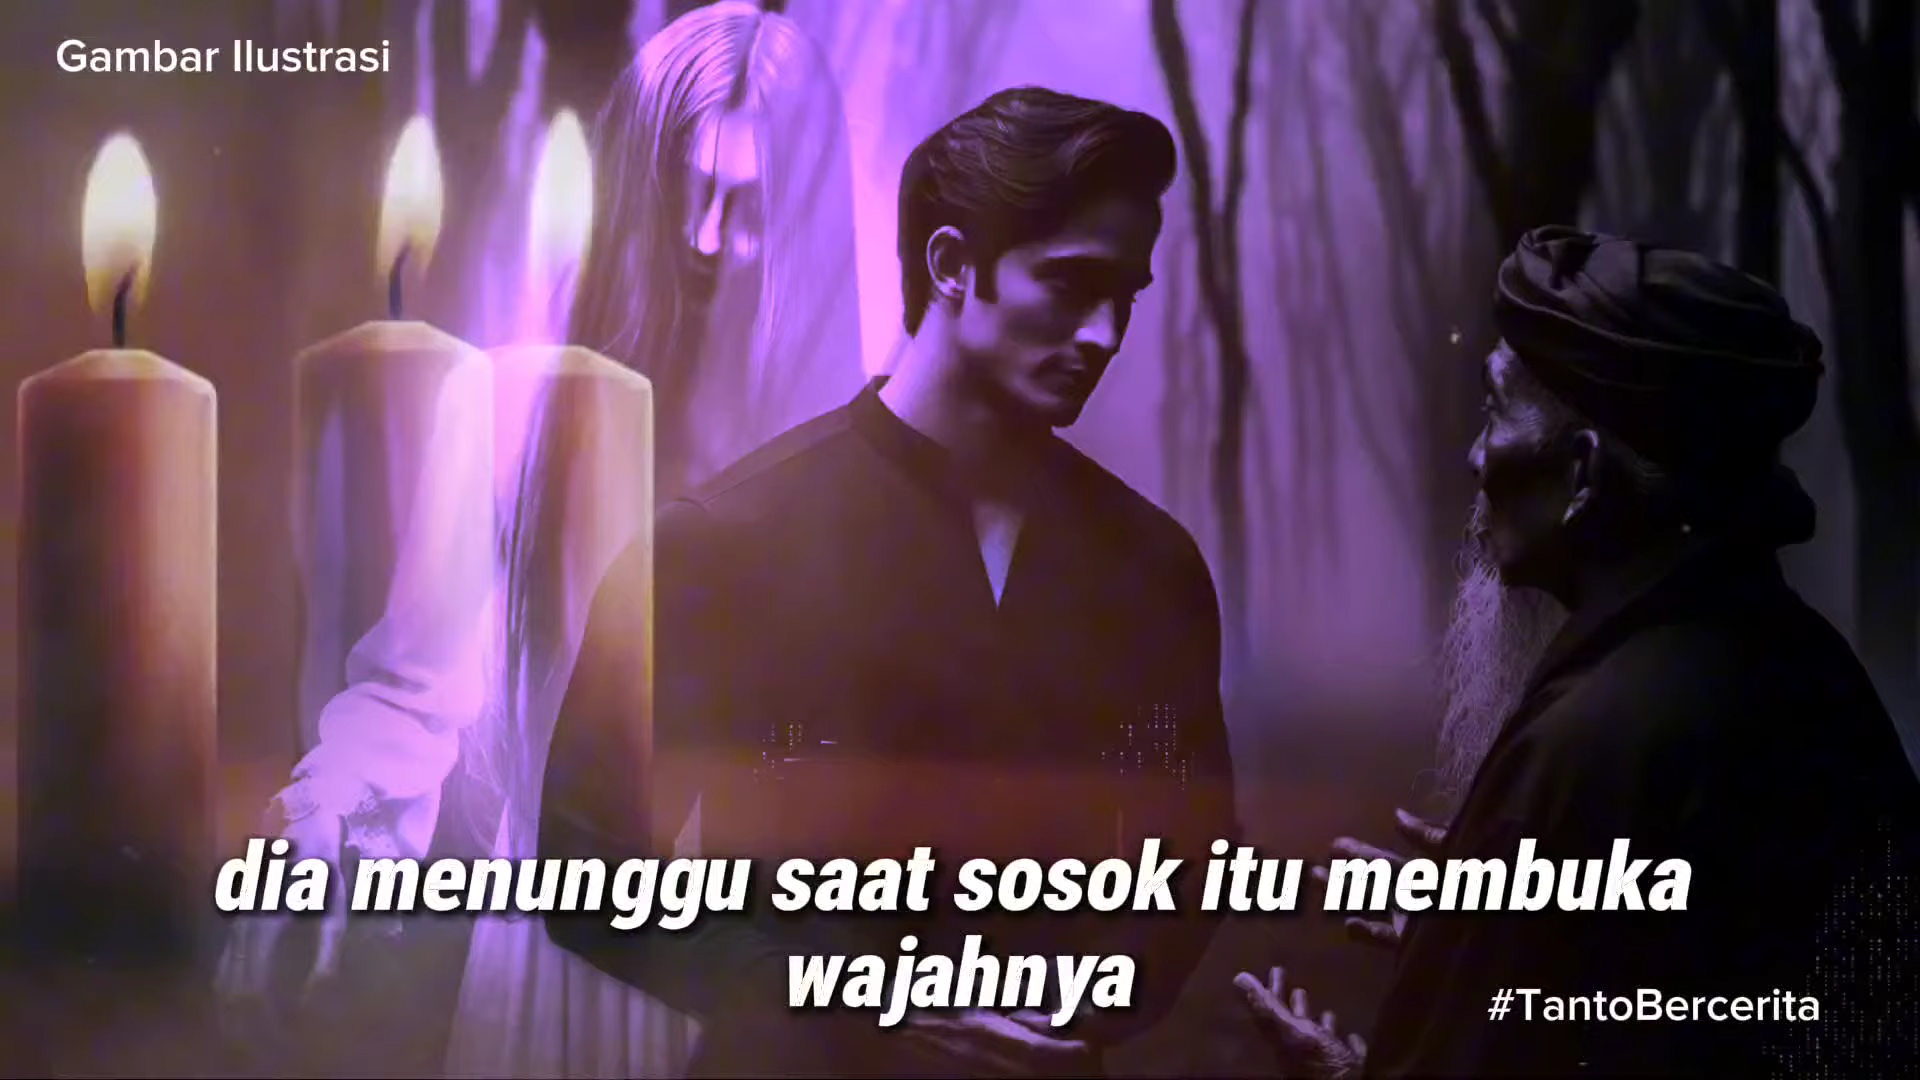 Gambar Ilustrasi
dia menunggu saat sosok itu membuka
wajahnya
#TantoBercerita